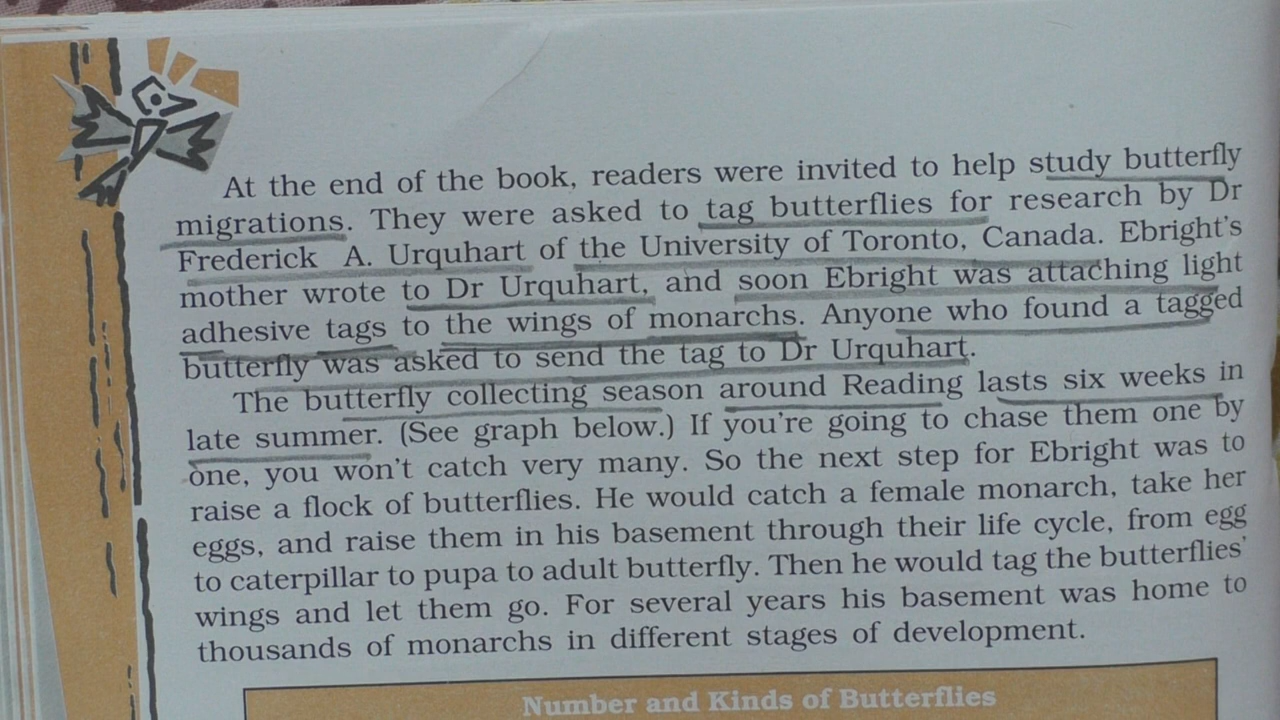 At the end of the book, readers were invited to help study butterfly
migrations. They were asked to tag butterflies for research by Dr
Frederick A. Urquhart of the University of Toronto, Canada. Ebright's
mother wrote to Dr Urquhart, and soon Ebright was attaching light
adhesive tags to the wings of monarchs. Anyone who found a tagged
butterfly was asked to send the tag to Dr Urquhart.
The butterfly collecting season around Reading lasts six weeks in
late summer. (See graph below.) If you're going to chase them one by
one, you won't catch very many. So the next step for Ebright was to
raise a flock of butterflies. He would catch a female monarch, take her
eggs, and raise them in his basement through their life cycle, from egg
to caterpillar to pupa to adult butterfly. Then he would tag the butterflies'
wings and let them go. For several years his basement was home to
thousands of monarchs in different stages of development.
Number and Kinds of Butterflies